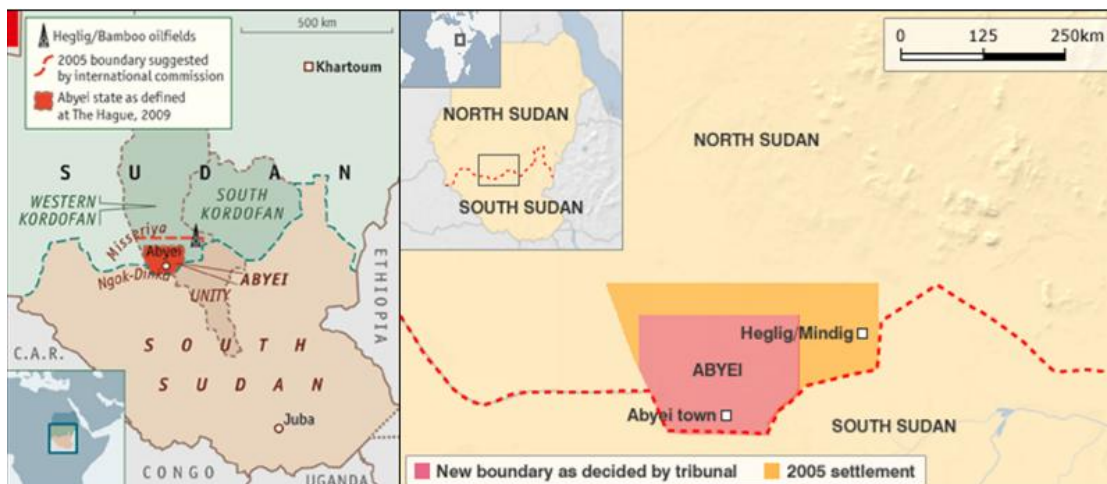 500 km
Heglig/Bamboo oilfields
2005 boundary suggested
by international commission
Abyei state as defined
at The Hague, 2009
Khartoum
S U D A N
WESTERN
KORDOFAN
SOUTH
KORDOFAN
Misseriya
Abyei
Ngok-Dinka
ABYEI
UNITY
ETHIOPIA
C.A.R.
SOUTH
SUDAN
Juba
CONGO
UGANDA
0 125 250km
NORTH SUDAN
SOUTH SUDAN
NORTH SUDAN
Heglig/Mindig
ABYEI
Abyei town
SOUTH SUDAN
New boundary as decided by tribunal
2005 settlement